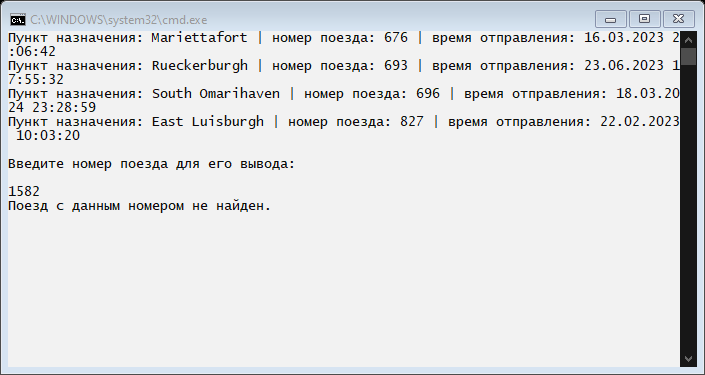 C:\WINDOWS\system32\cmd.exe
Пункт назначения: Mariettafort | номер поезда: 676 | время отправления: 16.03.2023 2
:06:42
Пункт назначения: Rueckerburgh | номер поезда: 693 | время отправления: 23.06.2023 1
7:55:32
Пункт назначения: South Omarihaven | номер поезда: 696 | время отправления: 18.03.20
24 23:28:59
Пункт назначения: East Luisburgh | номер поезда: 827 | время отправления: 22.02.2023
10:03:20
Введите номер поезда для его вывода:
1582
Поезд с данным номером не найден.